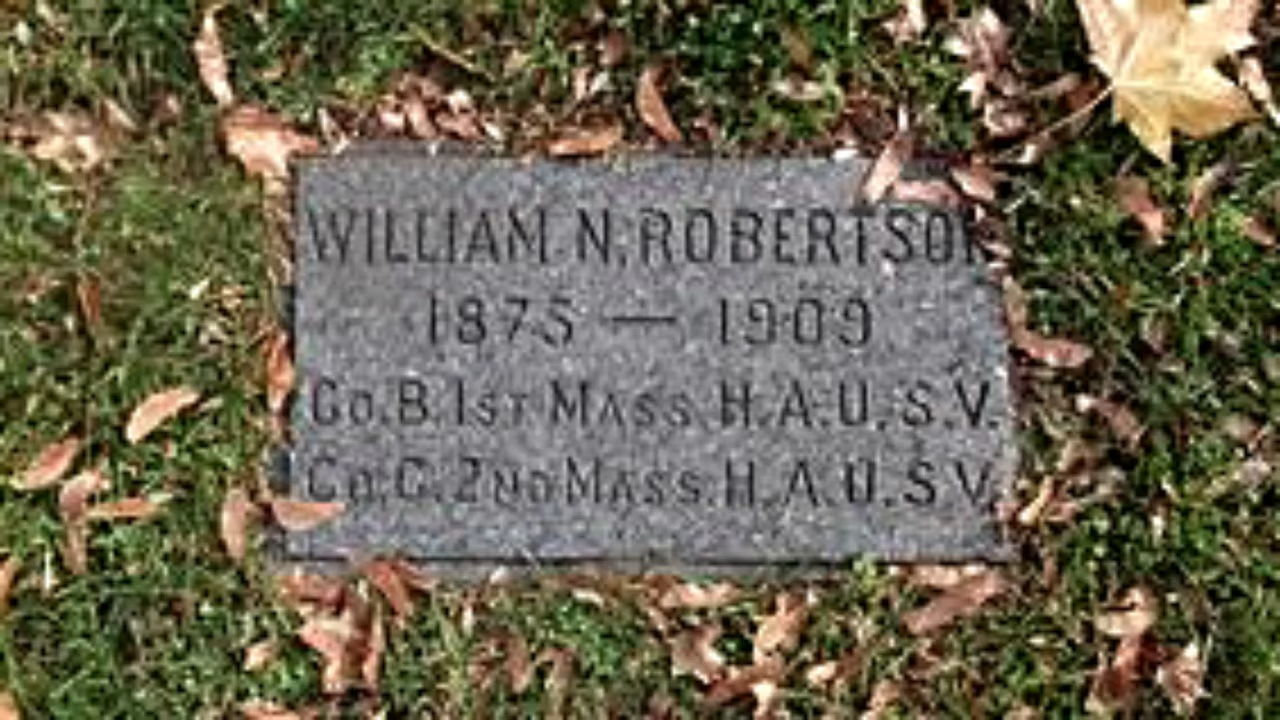 WILLIAM N. ROBERTSON
1875 — 1909
Co. B. 1ST MASS. H.A.U.S.V.
Co. G. 2ND MASS. H.A.U.S.V.